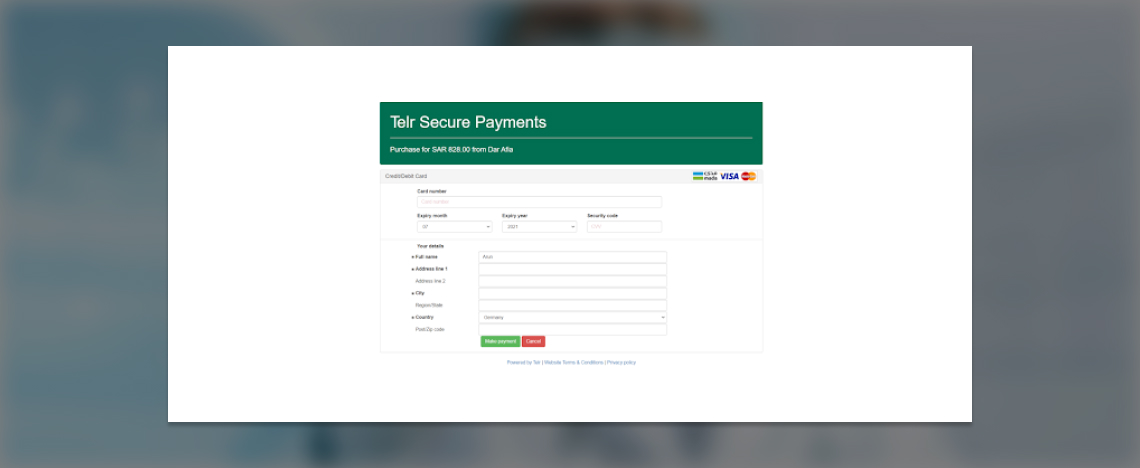 Telr Secure Payments
Purchase for SAR 828.00 from Dar Atla
Credit/Debit Card
mada VISA
Card number
Card number
Expiry month Expiry year Security code
07 2021 CVV
Your details
Full name Arun
Address line 1
Address line 2
City
Region/State
Country Germany
Post/Zip code
Make payment Cancel
Powered by Telr | Website Terms & Conditions | Privacy policy